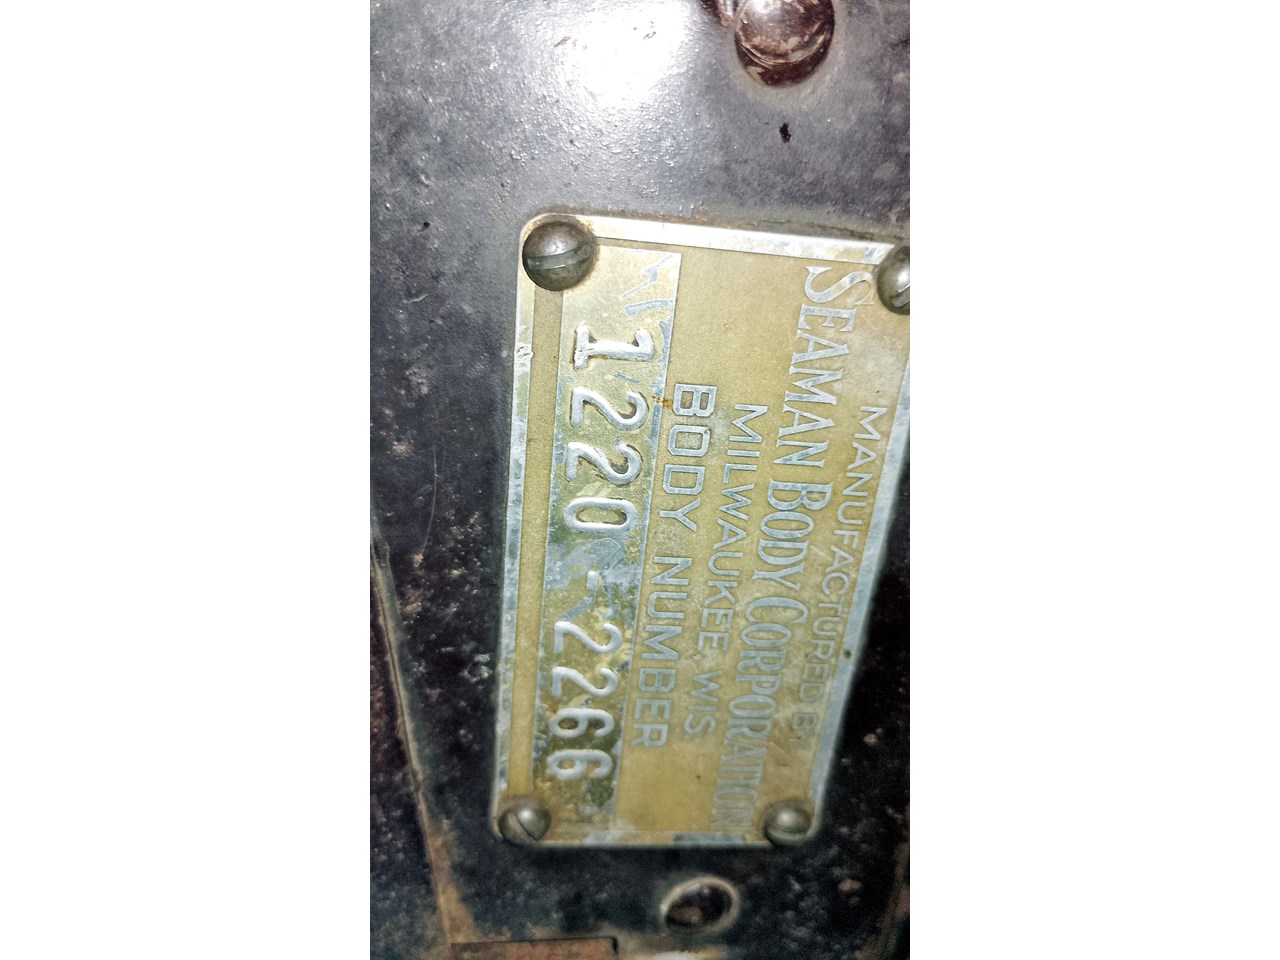 MANUFACTURED BY
SEAMAN BODY CORPORATION
MILWAUKEE, WIS.
BODY NUMBER
1220-2266